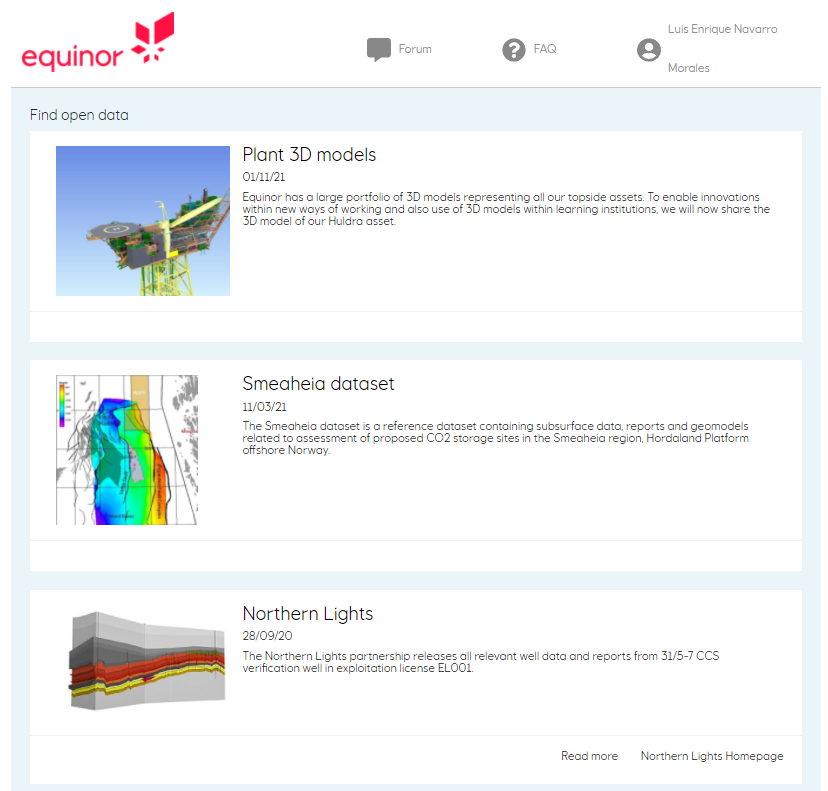 equinor
Forum
FAQ
Luis Enrique Navarro
Morales
Find open data
Plant 3D models
01/11/21
Equinor has a large portfolio of 3D models representing all our topside assets. To enable innovations
within new ways of working and also use of 3D models within learning institutions, we will now share the
3D model of our Huldra asset.
Smeaheia dataset
11/03/21
The Smeaheia dataset is a reference dataset containing subsurface data, reports and geomodels
related to assessment of proposed CO2 storage sites in the Smeaheia region, Hordaland Platform
offshore Norway.
Northern Lights
28/09/20
The Northern Lights partnership releases all relevant well data and reports from 31/5-7 CCS
verification well in exploitation license EL001.
Read more
Northern Lights Homepage